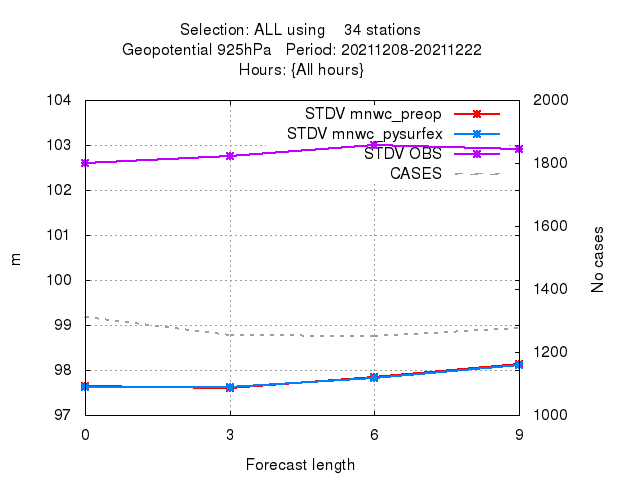 Selection: ALL using    34 stations
Geopotential 925hPa   Period: 20211208-20211222
Hours: {All hours}
104
103
102
101
100
99
98
97
m
2000
1800
1600
1400
1200
1000
No cases
STDV mnwc_preop
STDV mnwc_pysurfex
STDV OBS
CASES
0 3 6 9
Forecast length